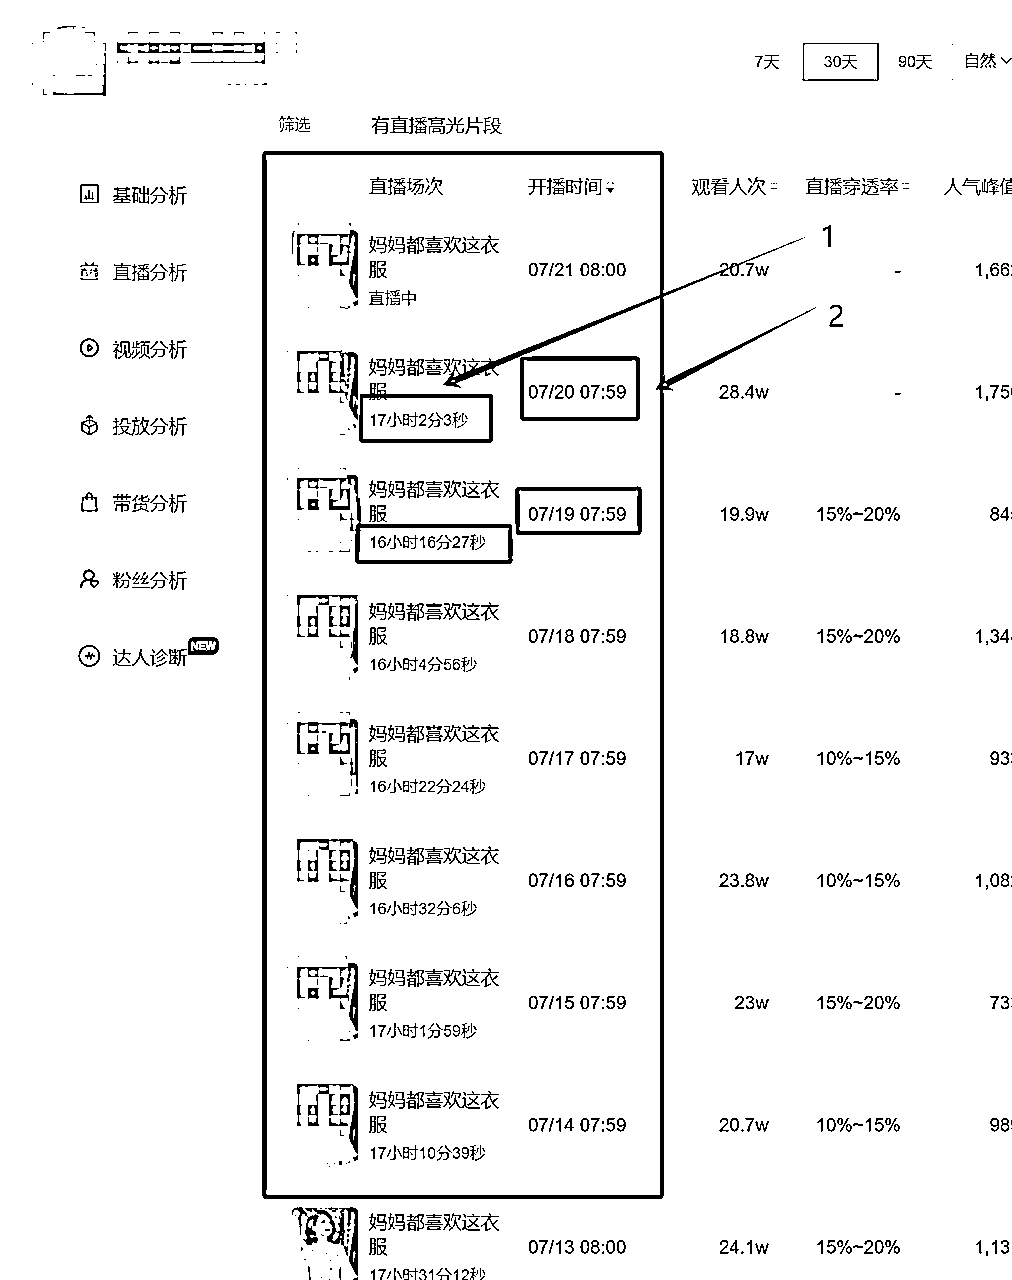 7天 30天 90天 自然
筛选 有直播高光片段
直播场次 开播时间 观看人次 直播穿透率 人气峰值
基础分析
直播分析
视频分析
投放分析
带货分析
粉丝分析
达人诊断 NEW
1
2
妈妈都喜欢这衣
服
直播中
07/21 08:00 20.7w - 1,66
妈妈都喜欢这衣
服
17小时2分3秒
07/20 07:59 28.4w - 1,75
妈妈都喜欢这衣
服
16小时16分27秒
07/19 07:59 19.9w 15%~20% 84
妈妈都喜欢这衣
服
16小时4分56秒
07/18 07:59 18.8w 15%~20% 1,34
妈妈都喜欢这衣
服
16小时22分24秒
07/17 07:59 17w 10%~15% 93
妈妈都喜欢这衣
服
16小时32分6秒
07/16 07:59 23.8w 10%~15% 1,08
妈妈都喜欢这衣
服
17小时1分59秒
07/15 07:59 23w 15%~20% 73
妈妈都喜欢这衣
服
17小时10分39秒
07/14 07:59 20.7w 10%~15% 98
妈妈都喜欢这衣
服
17小时31分12秒
07/13 08:00 24.1w 15%~20% 1,13